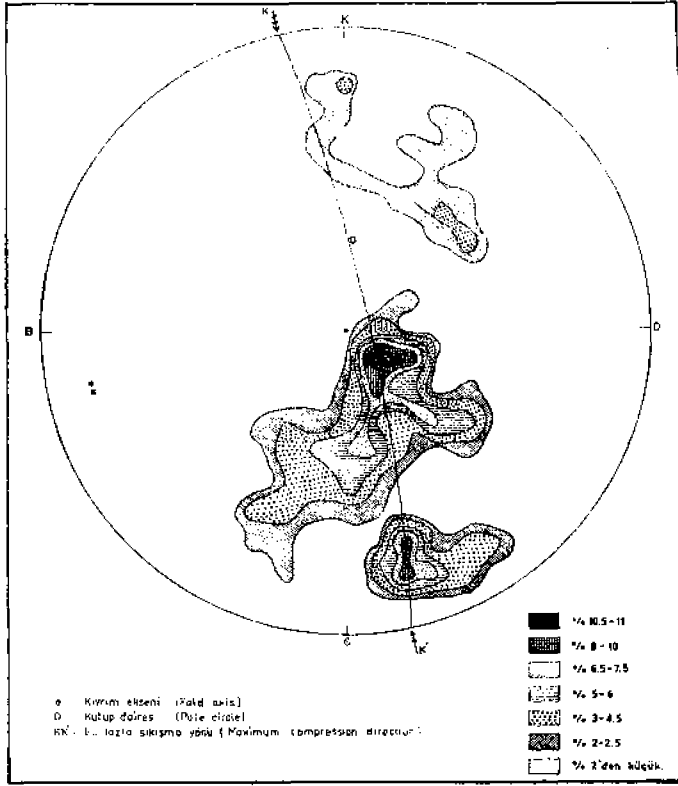 K
K
B
D
π
G
K'
% 10.5-11
% 8-10
% 6.5-7.5
% 5-6
% 3-4.5
% 2-2.5
% 2'den küçük.
Kıvrım ekseni (Fold axis)
Kutup dairesi (Pole circle)
KK' fazla sıkışma yönü (Maximum compression direction)